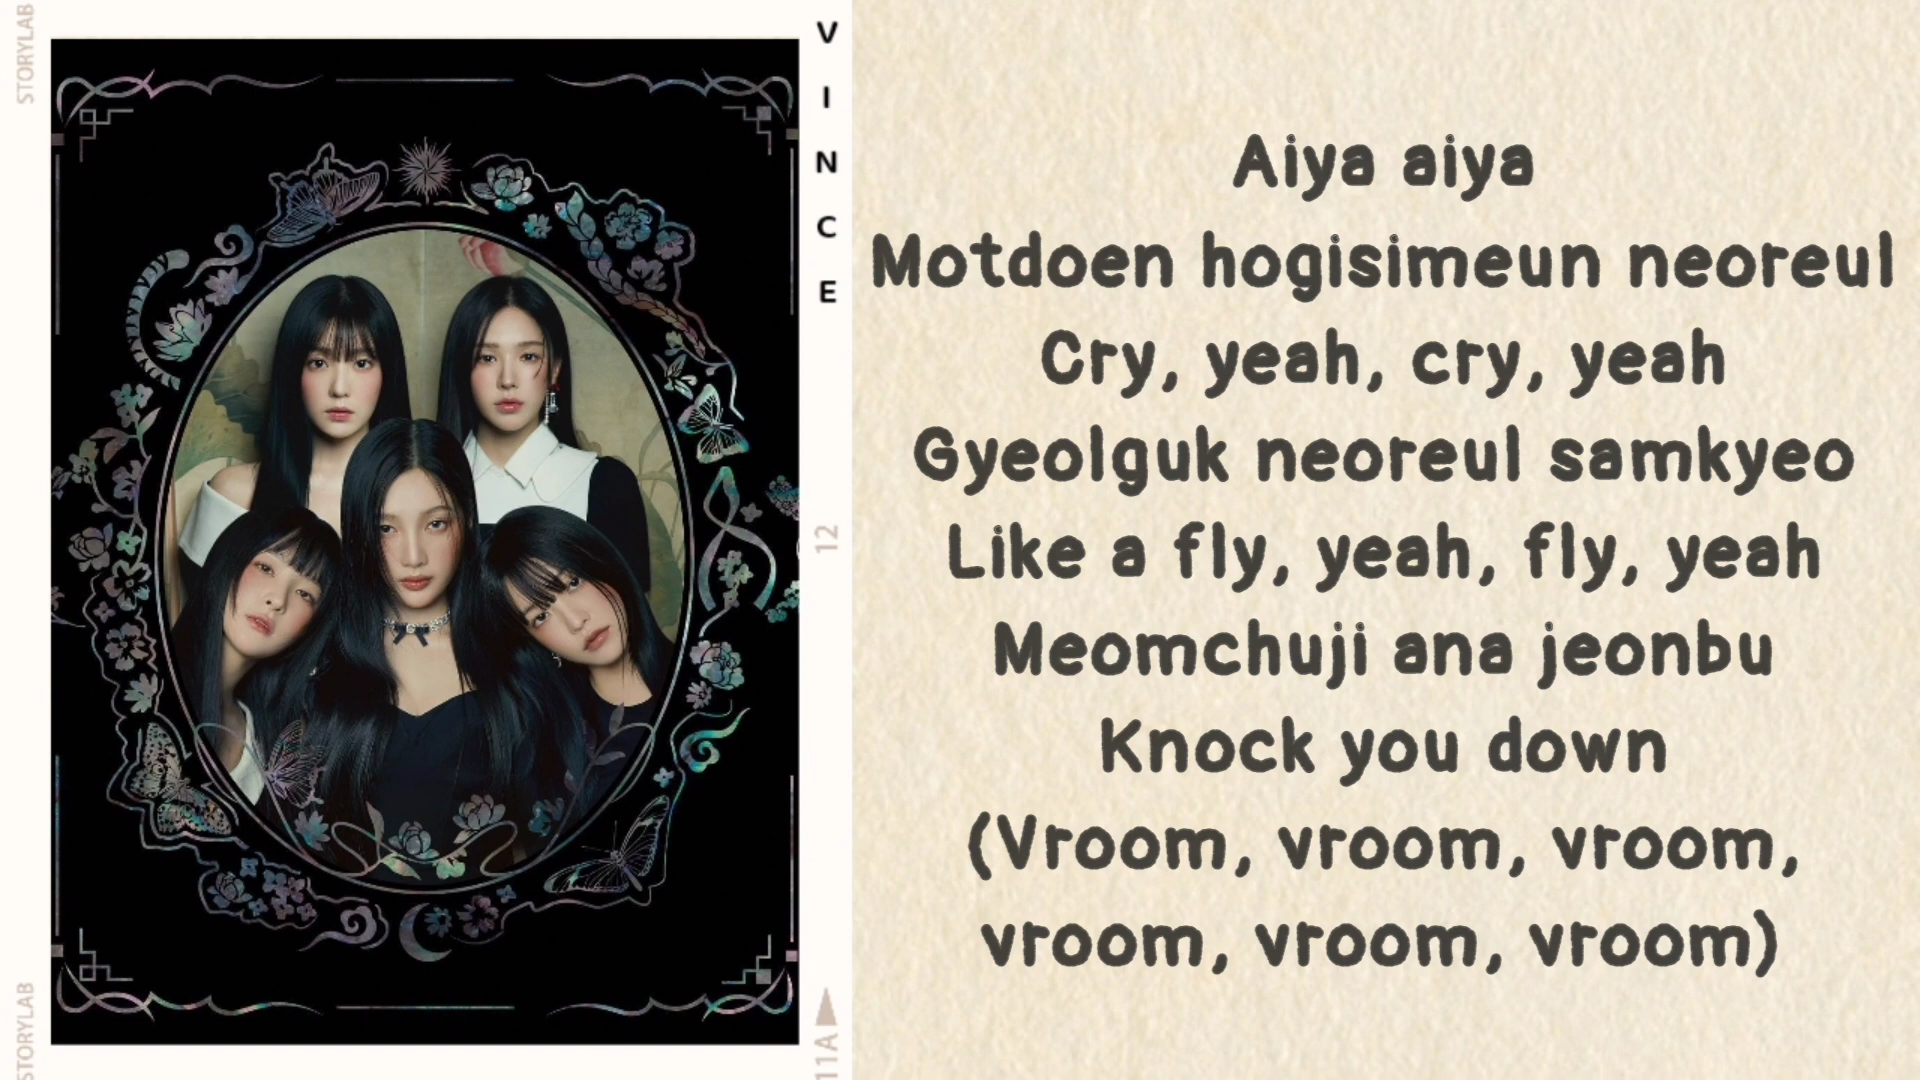 STORYLAB
VINCE
12
11A
STORYLAB
Aiya aiya
Motdoen hogisimeun neoreul
Cry, yeah, cry, yeah
Gyeolguk neoreul samkyeo
Like a fly, yeah, fly, yeah
Meomchuji ana jeonbu
Knock you down
(Vroom, vroom, vroom,
vroom, vroom, vroom)